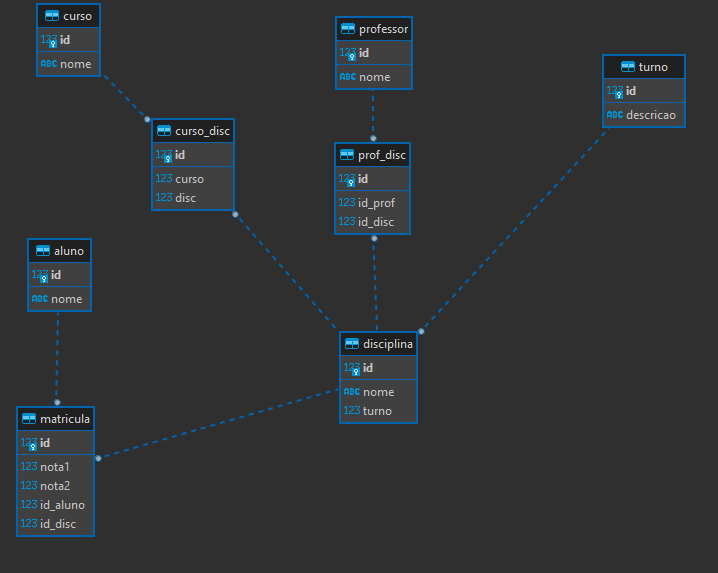 curso
123 id
ABC nome
professor
123 id
ABC nome
turno
123 id
ABC descricao
curso_disc
123 id
123 curso
123 disc
prof_disc
123 id
123 id_prof
123 id_disc
aluno
123 id
ABC nome
disciplina
123 id
ABC nome
123 turno
matricula
123 id
123 nota1
123 nota2
123 id_aluno
123 id_disc